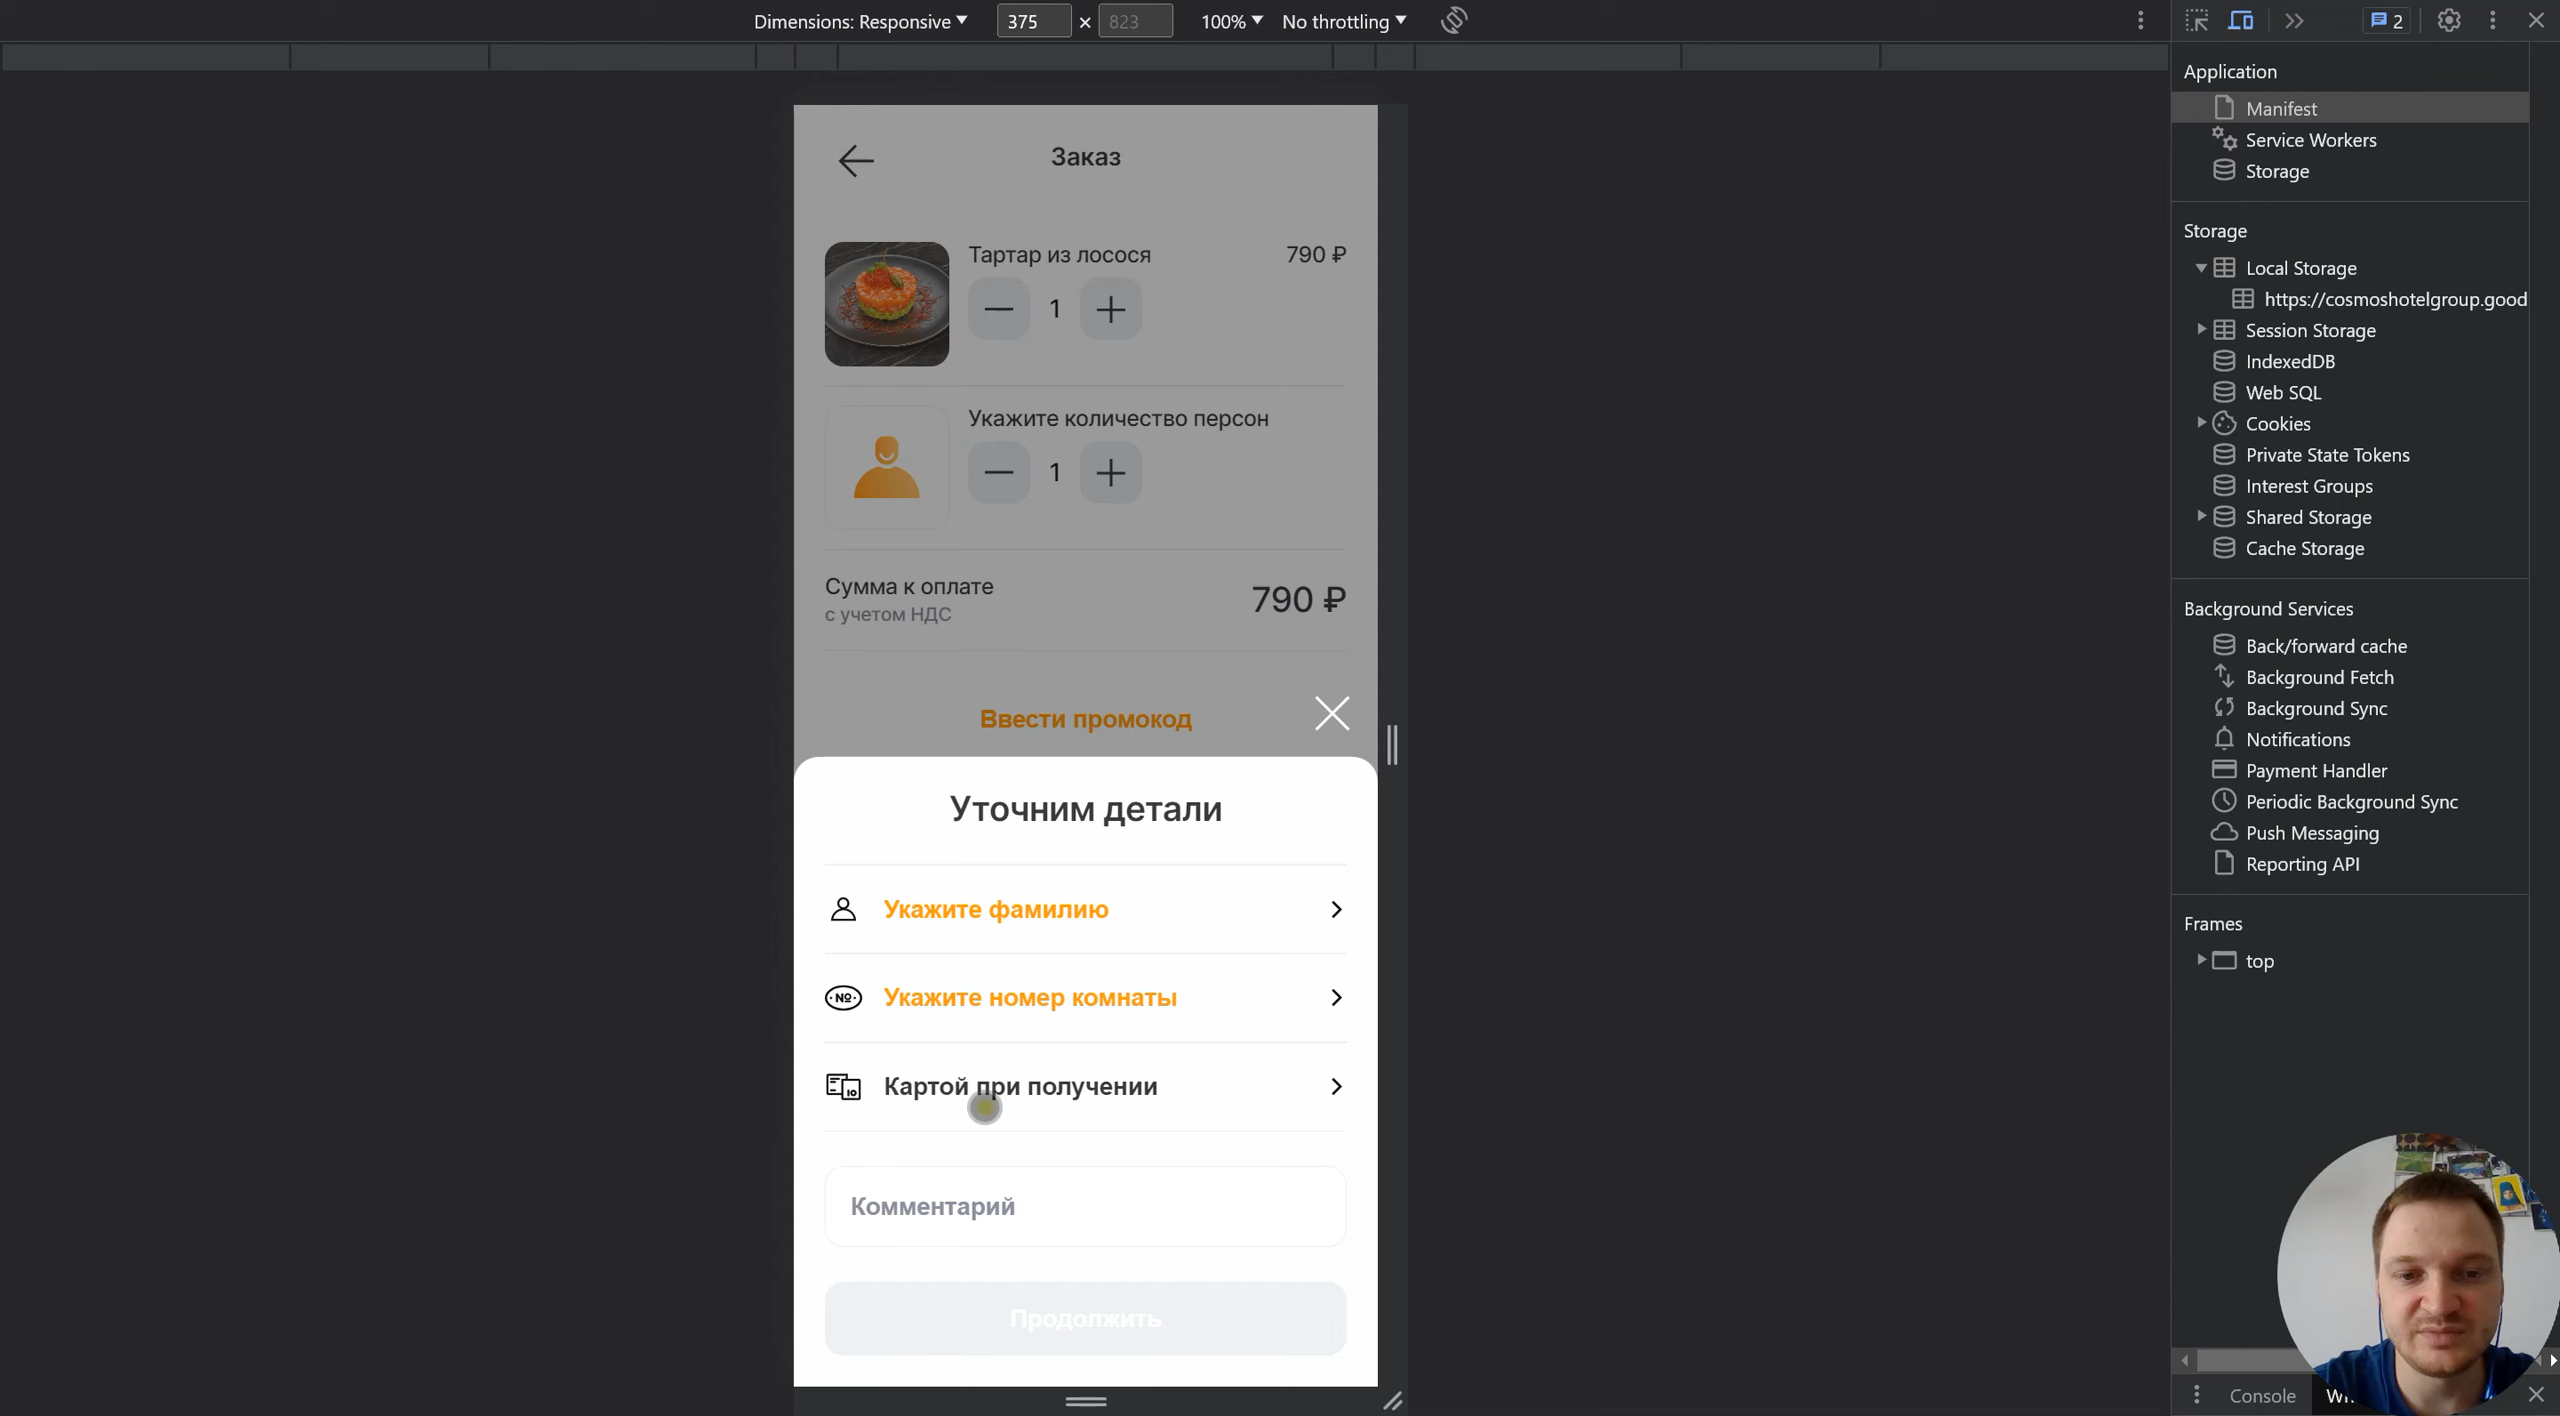 Dimensions: Responsive
375 × 823
100%
No throttling
2
Заказ
Тартар из лосося
790 ₽
1
Укажите количество персон
1
Сумма к оплате
с учетом НДС
790 ₽
Ввести промокод
Уточним детали
Укажите фамилию
№
Укажите номер комнаты
Картой при получении
Комментарий
Продолжить
Application
Manifest
Service Workers
Storage
Storage
Local Storage
https://cosmoshotelgroup.good
Session Storage
IndexedDB
Web SQL
Cookies
Private State Tokens
Interest Groups
Shared Storage
Cache Storage
Background Services
Back/forward cache
Background Fetch
Background Sync
Notifications
Payment Handler
Periodic Background Sync
Push Messaging
Reporting API
Frames
top
Console